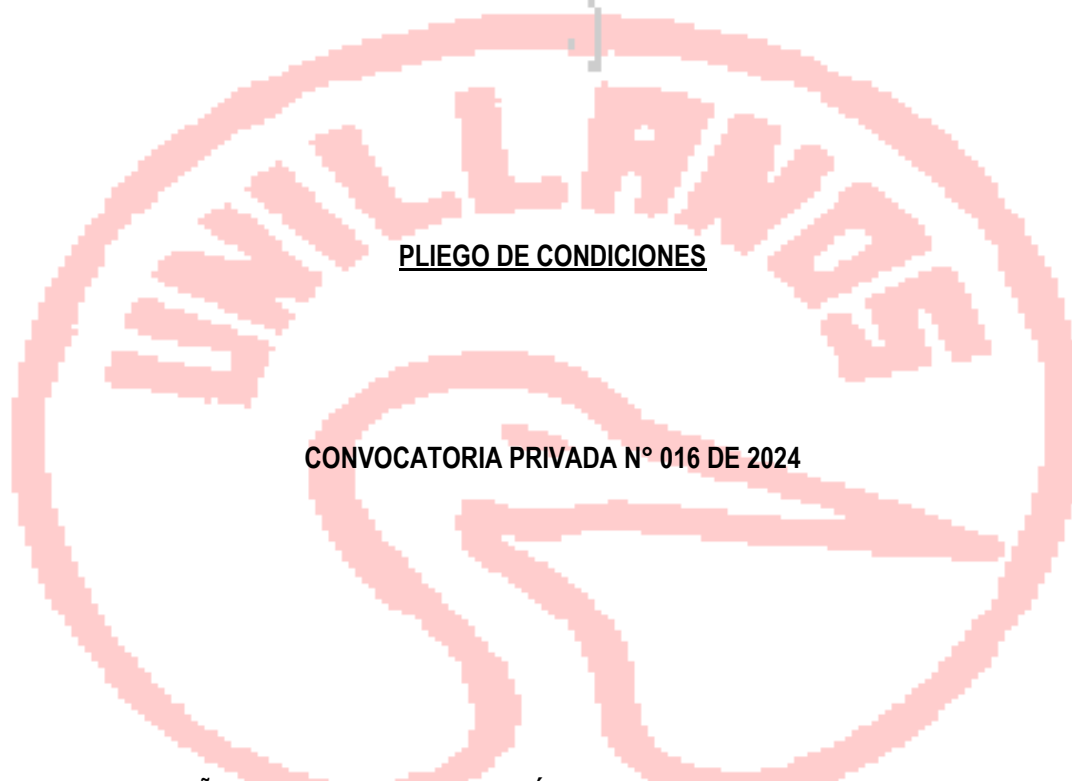 UNILLANOS
PLIEGO DE CONDICIONES
CONVOCATORIA PRIVADA N° 016 DE 2024